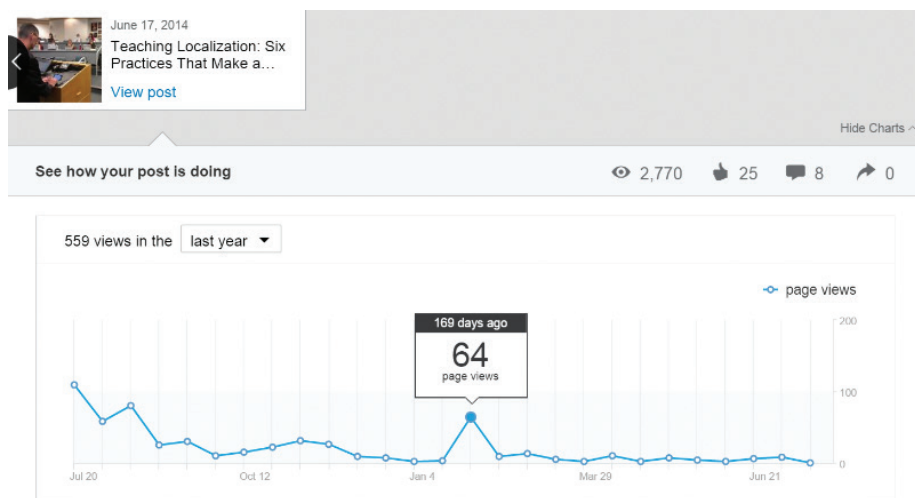 June 17, 2014
Teaching Localization: Six
Practices That Make a...
View post
Hide Charts
See how your post is doing
2,770
25
8
0
559 views in the last year
page views
169 days ago
64
page views
200
100
0
Jul 20
Oct 12
Jan 4
Mar 29
Jun 21